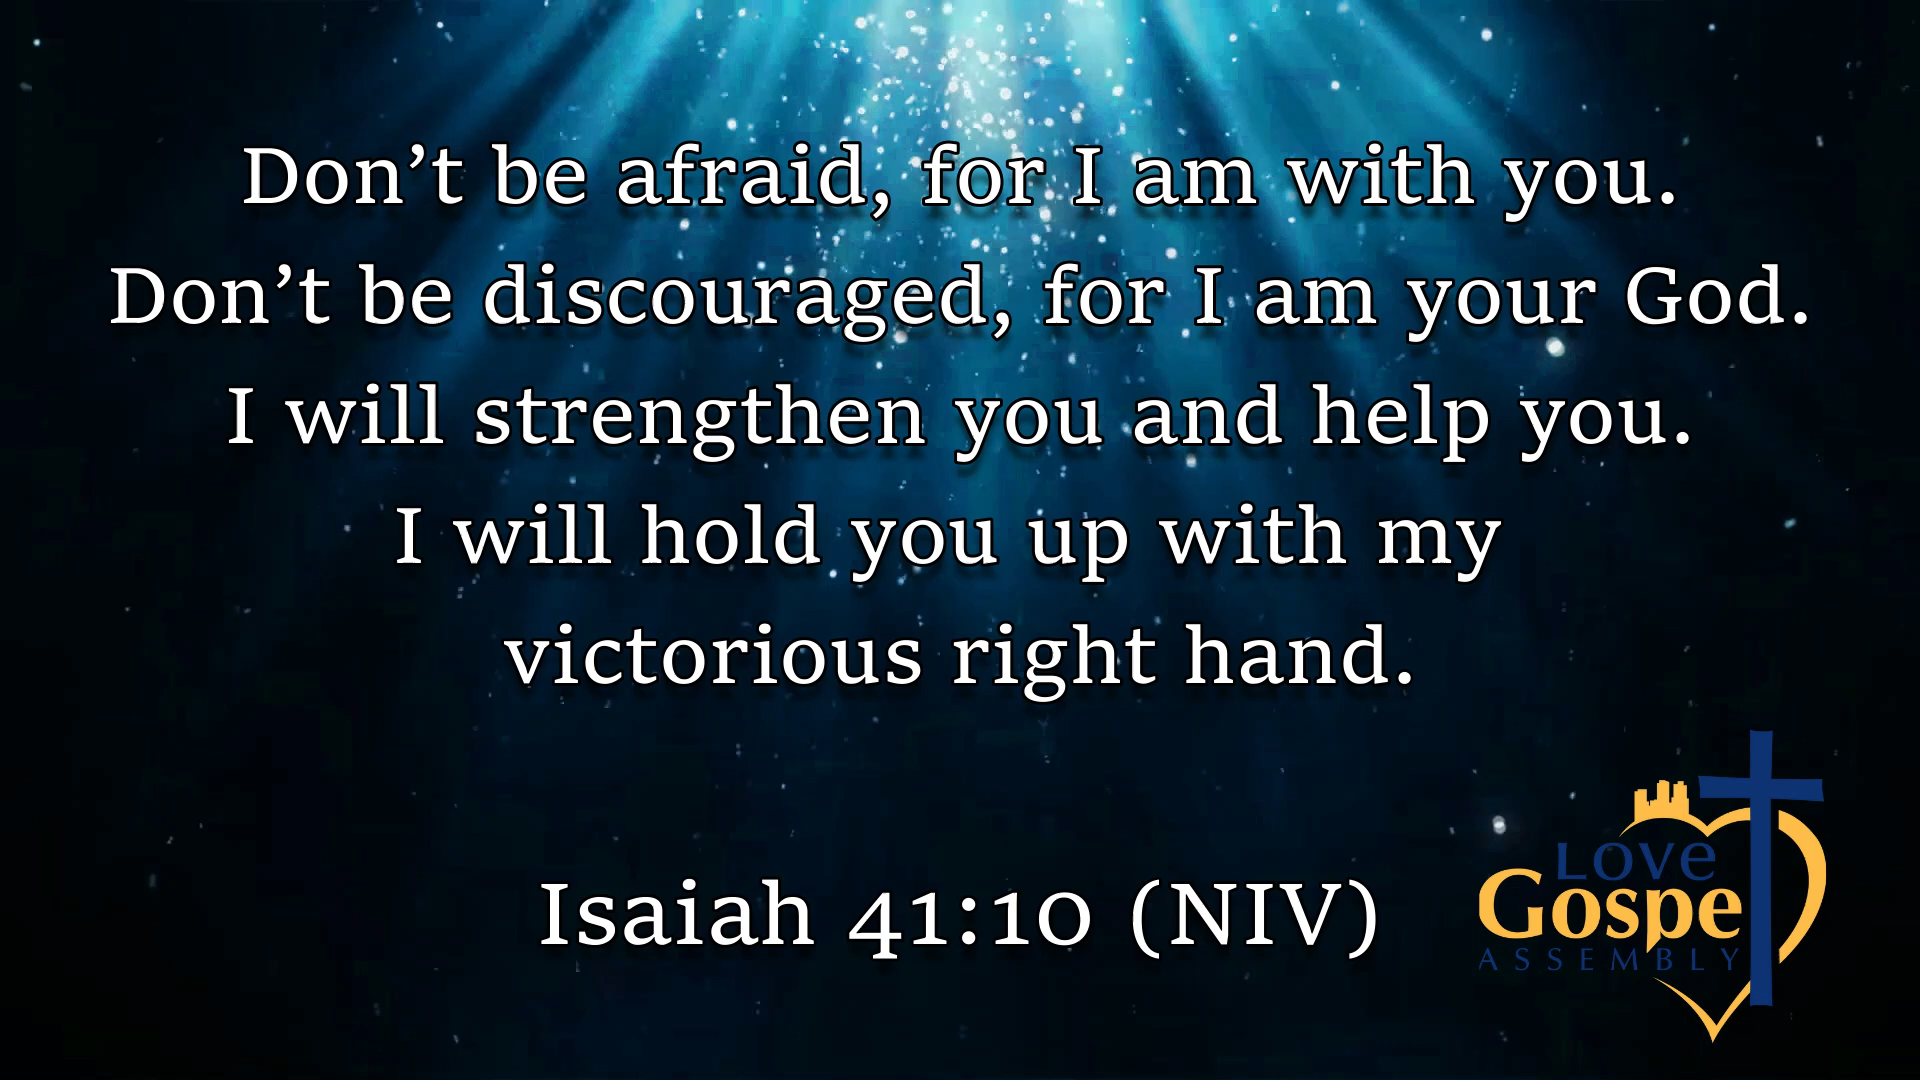 Don’t be afraid, for I am with you.
Don’t be discouraged, for I am your God.
I will strengthen you and help you.
I will hold you up with my
victorious right hand.
Isaiah 41:10 (NIV)
Love
Gospel
ASSEMBLY